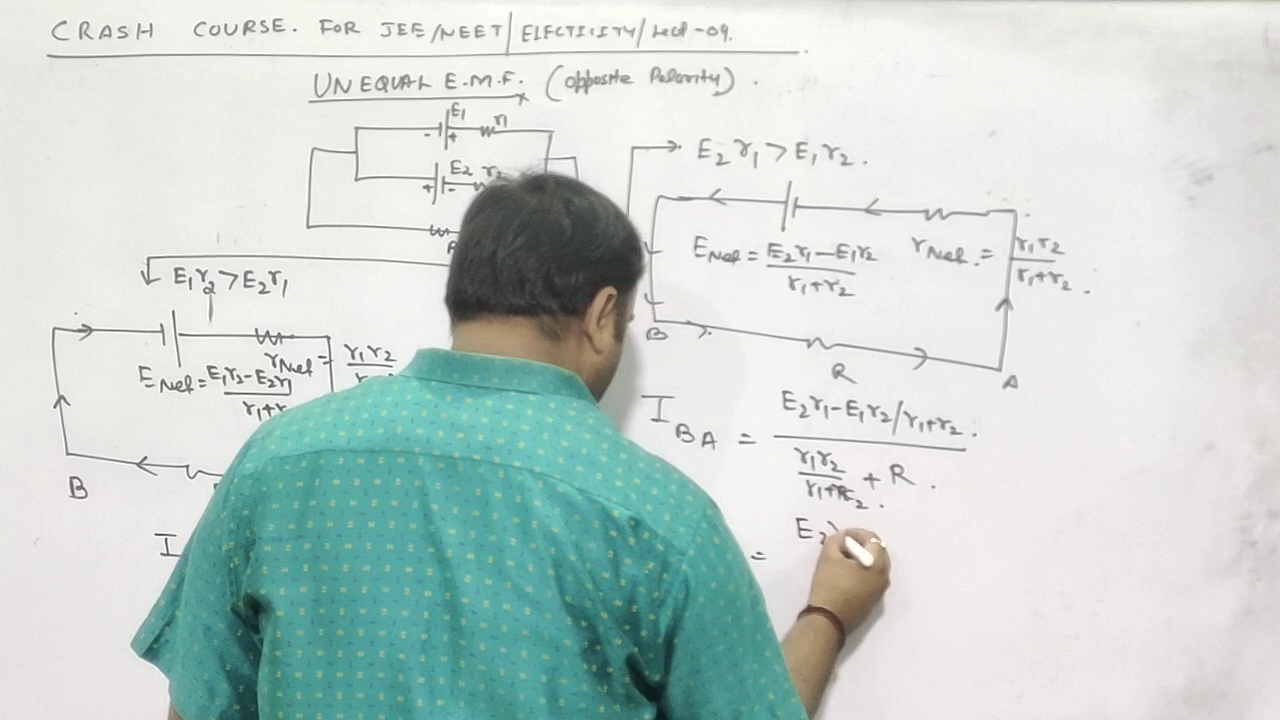 CRASH COURSE. FOR JEE/NEET/ELECTICITY/Lect-09.
UNEQUAL E.M.F. (opposite Polarity).
E1 r1
- +
E2 r2
+ -
R
E1r2 > E2r1
ENet = E1r2-E2r1/r1+r
rNet = r1r2/r
B
I
E2r1 > E1r2.
ENet = E2r1-E1r2/r1+r2
rNet. = r1r2/r1+r2.
B
R
A
IBA = E2r1-E1r2/r1+r2. / r1r2/r1+r2. + R.
= E2